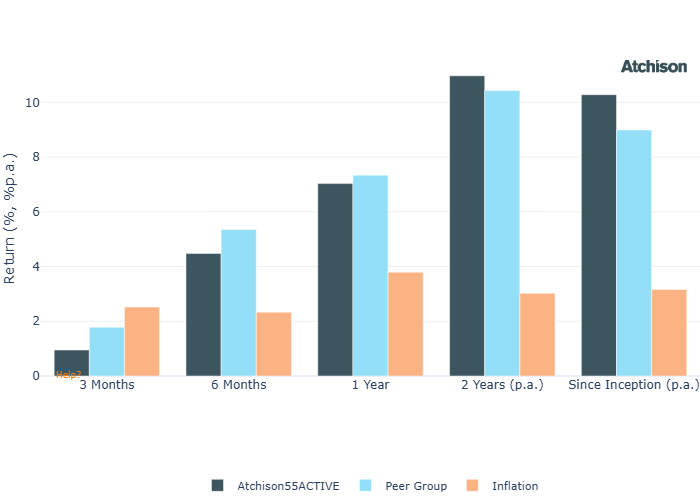 Atchison
Return (%, %p.a.)
10
8
6
4
2
0
Help?
3 Months
6 Months
1 Year
2 Years (p.a.)
Since Inception (p.a.)
Atchison55ACTIVE
Peer Group
Inflation